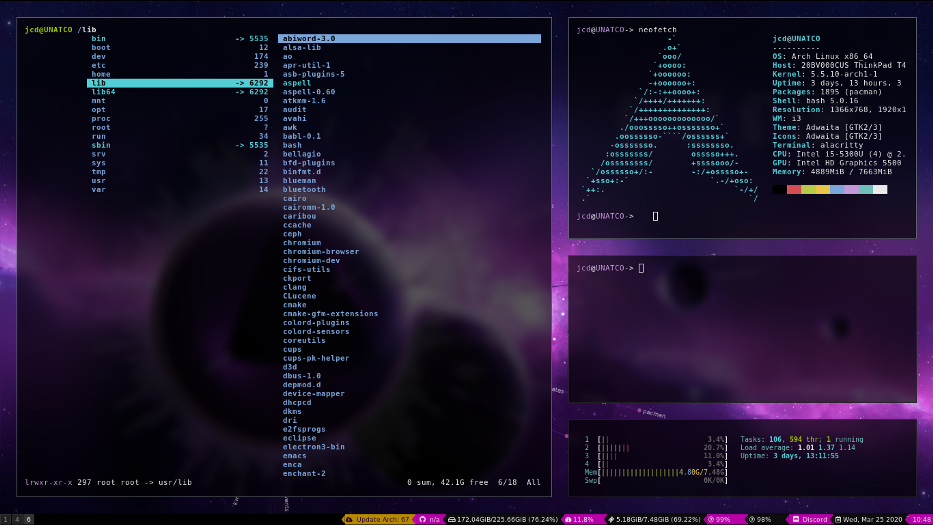 jcd@UNATCO /lib
bin -> 5535
boot 12
dev 174
etc 239
home 1
lib -> 6292
lib64 -> 6292
mnt 0
opt 17
proc 255
root ?
run 34
sbin -> 5535
srv 2
sys 11
tmp 22
usr 13
var 14
abiword-3.0
alsa-lib
ao
apr-util-1
asb-plugins-5
aspell
aspell-0.60
atkmm-1.6
audit
avahi
awk
babl-0.1
bash
bellagio
bfd-plugins
binfmt.d
blueman
bluetooth
cairo
cairomm-1.0
caribou
ccache
ceph
chromium
chromium-browser
chromium-dev
cifs-utils
ckport
clang
CLucene
cmake
cmake-gfm-extensions
colord-plugins
colord-sensors
coreutils
cups
cups-pk-helper
d3d
dbus-1.0
depmod.d
device-mapper
dhcpcd
dkms
dri
e2fsprogs
eclipse
electron3-bin
emacs
enca
enchant-2
lrwxr-xr-x 297 root root -> usr/lib 0 sum, 42.1G free 6/18 All
jcd@UNATCO-> neofetch
jcd@UNATCO
----------
OS: Arch Linux x86_64
Host: 20BV000CUS ThinkPad T4
Kernel: 5.5.10-arch1-1
Uptime: 3 days, 13 hours, 3
Packages: 1895 (pacman)
Shell: bash 5.0.16
Resolution: 1366x768, 1920x1
WM: i3
Theme: Adwaita [GTK2/3]
Icons: Adwaita [GTK2/3]
Terminal: alacritty
CPU: Intel i5-5300U (4) @ 2.
GPU: Intel HD Graphics 5500
Memory: 4889MiB / 7663MiB
jcd@UNATCO->
jcd@UNATCO->
pacman
1 [|| 3.4%]
2 [||||||| 20.7%]
3 [|||| 11.0%]
4 [|| 3.4%]
Mem[|||||||||||||||||||4.80G/7.48G]
Swp[ 0K/0K]
Tasks: 106, 594 thr; 1 running
Load average: 1.01 1.37 1.14
Uptime: 3 days, 13:11:55
1 4 6
Update Arch: 67 n/a 172.04GiB/225.66GiB (76.24%) 11.8% 5.18GiB/7.48GiB (69.22%) 99% 98% Discord Wed, Mar 25 2020 10:48